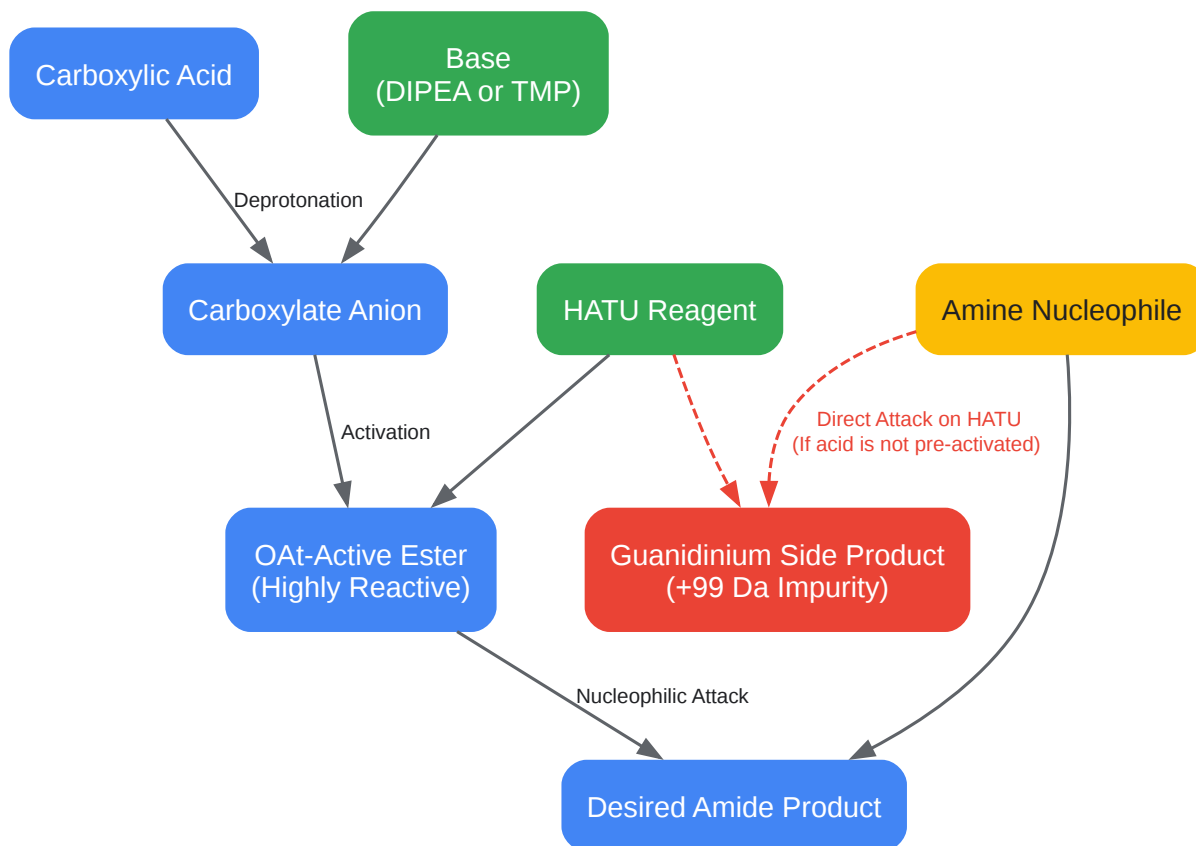 Carboxylic Acid
Base
(DIPEA or TMP)
Deprotonation
Carboxylate Anion
HATU Reagent
Amine Nucleophile
Activation
Direct Attack on HATU
(If acid is not pre-activated)
OAt-Active Ester
(Highly Reactive)
Guanidinium Side Product
(+99 Da Impurity)
Nucleophilic Attack
Desired Amide Product